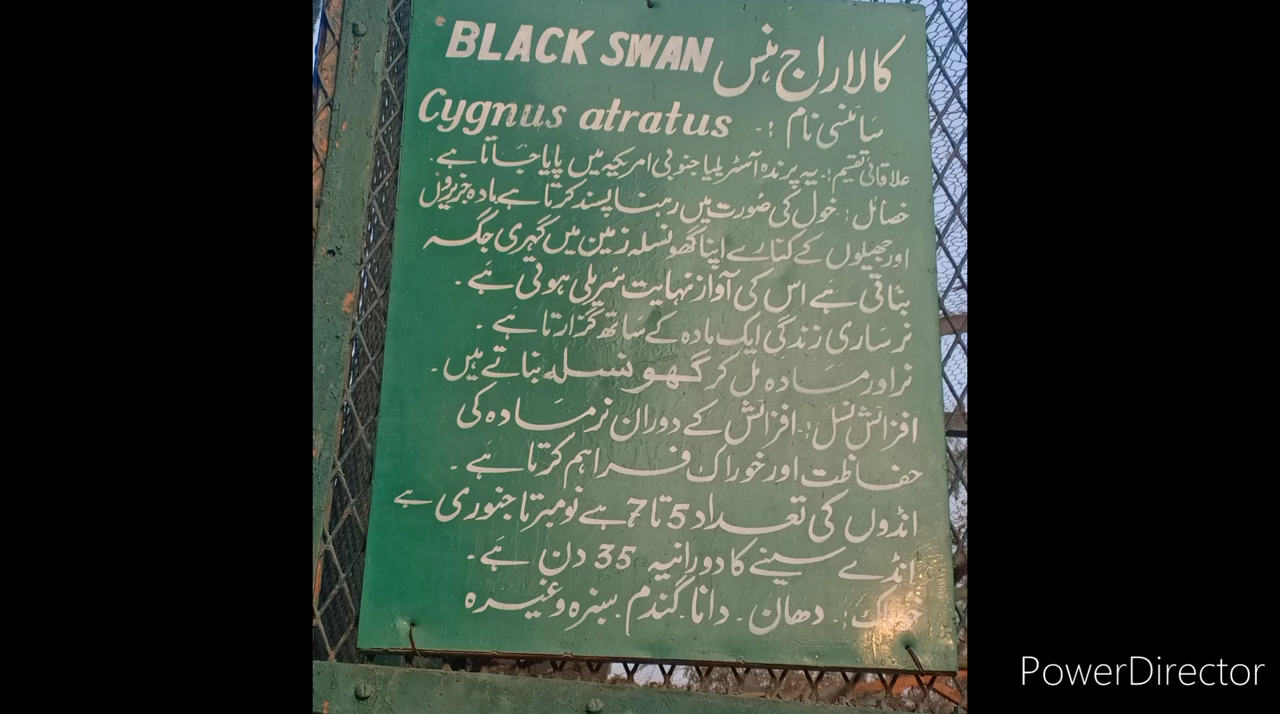 BLACK SWAN کالا راج ہنس
سائنسی نام :- Cygnus atratus
علاقائی تقسیم :- یہ پرندہ آسٹریلیا جنوبی امریکہ میں پایا جاتا ہے۔
خصائل :۔ غول کی صورت میں رہنا پسند کرتا ہے مادہ جزیروں
اور جھیلوں کے کنارے اپنا گھونسلہ زمین میں گہری جگہ
بناتی ہے اس کی آواز نہایت سُریلی ہوتی ہے ۔
نر ساری زندگی ایک مادہ کے ساتھ گزارتا ہے ۔
نر اور مادہ مل کر گھونسلہ بناتے ہیں ۔
افزائش نسل :۔ افزائش کے دوران نر مادہ کی
حفاظت اور خوراک فراہم کرتا ہے ۔
انڈوں کی تعداد 5 تا 7 ہے نومبر تا جنوری ہے
انڈے سینے کا دورانیہ 35 دن ہے ۔
خوراک :۔ دھان ۔ دانا گندم ۔ سبزہ وغیرہ
PowerDirector